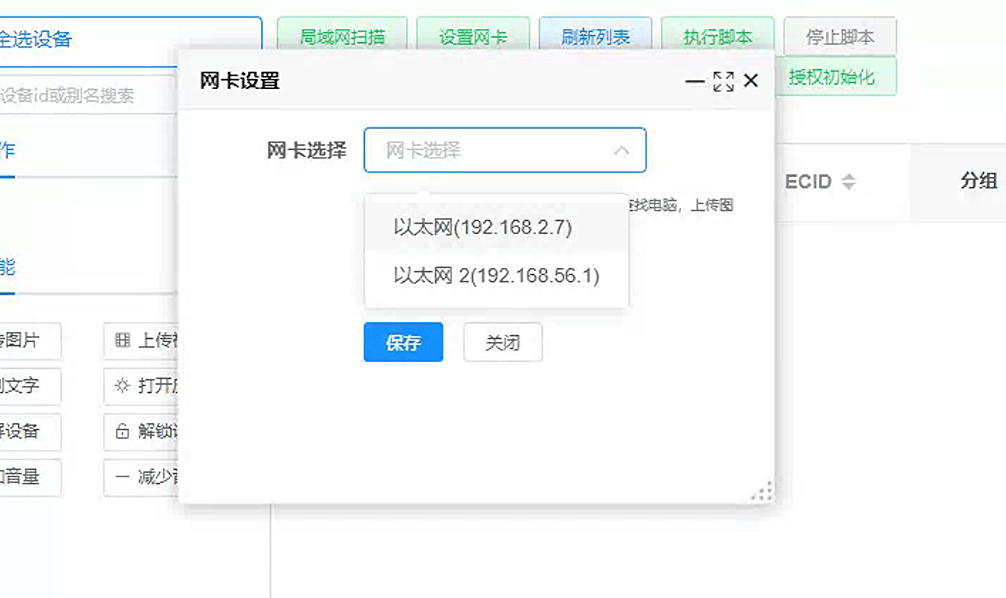 全选设备
局域网扫描
设置网卡
刷新列表
执行脚本
停止脚本
授权初始化
设备id或别名搜索
网卡设置
作
网卡选择
网卡选择
ECID
分组
找电脑，上传图
以太网(192.168.2.7)
以太网 2(192.168.56.1)
能
保存
关闭
图片
上传
文字
打开
设备
解锁
音量
减少